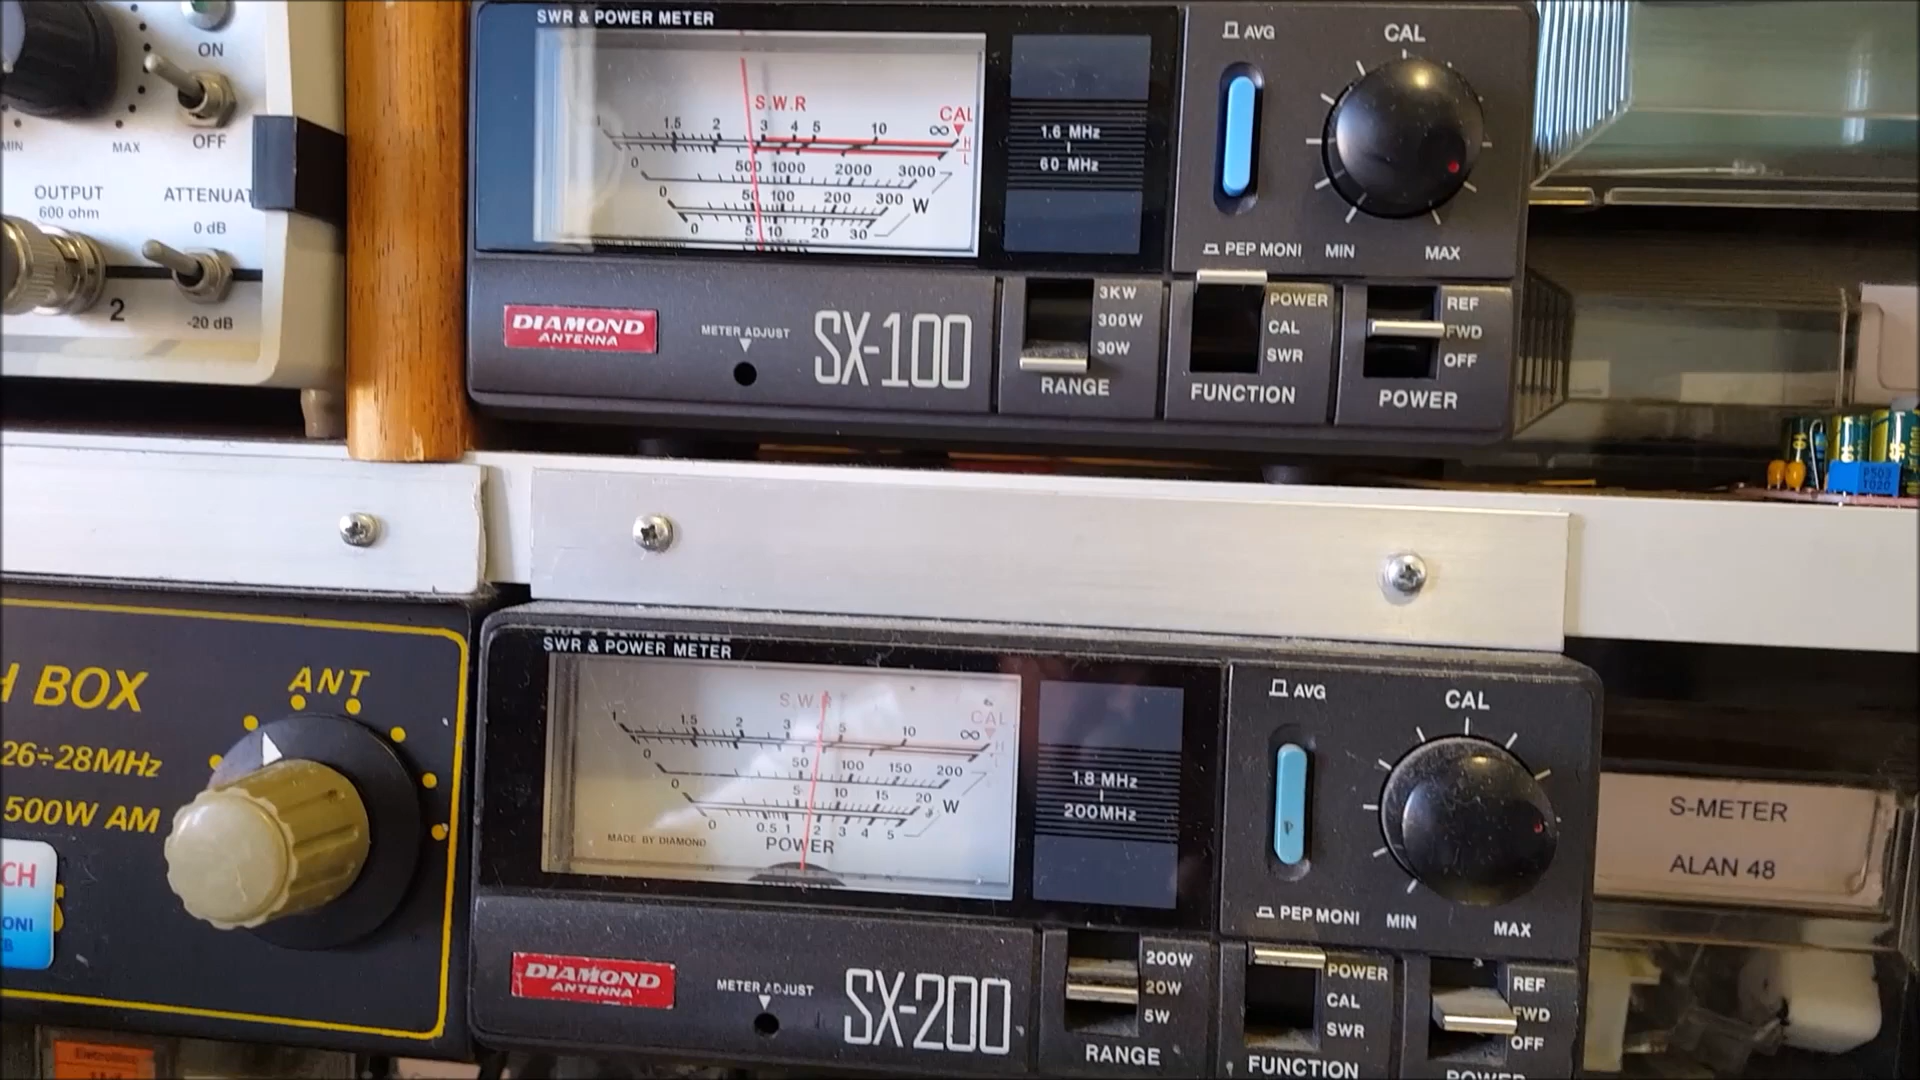 ON
OFF
MIN
MAX
OUTPUT
600 ohm
ATTENUAT
0 dB
-20 dB
2
SWR & POWER METER
S.W.R
CAL
1 1.5 2 3 4 5 10 ∞
H
L
0 500 1000 2000 3000
0 50 100 200 300 W
0 5 10 20 30
1.6 MHz
60 MHz
AVG
PEP MONI
CAL
MIN
MAX
DIAMOND
ANTENNA
METER ADJUST
SX-100
3KW
300W
30W
RANGE
POWER
CAL
SWR
FUNCTION
REF
FWD
OFF
POWER
P503
T020
H BOX
ANT
26÷28MHz
500W AM
CH
ONI
SWR & POWER METER
S.W.R
CAL
1 1.5 2 3 5 10 ∞
H
0 50 100 150 200
0 5 10 15 20 W
0 0.5 1 2 3 4 5
MADE BY DIAMOND
POWER
1.8 MHz
200MHz
AVG
PEP MONI
CAL
MIN
MAX
DIAMOND
ANTENNA
METER ADJUST
SX-200
200W
20W
5W
RANGE
POWER
CAL
SWR
FUNCTION
REF
FWD
OFF
POWER
S-METER
ALAN 48